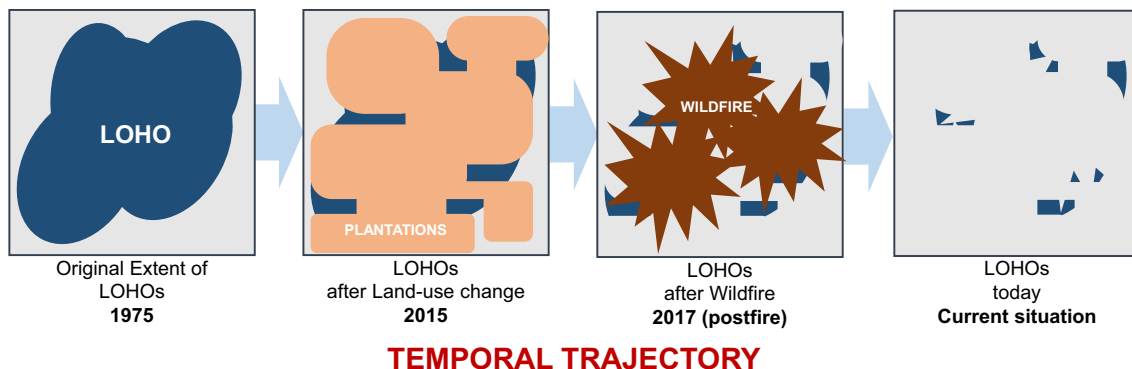 LOHO
PLANTATIONS
WILDFIRE
Original Extent of
LOHOs
1975
LOHOs
after Land-use change
2015
LOHOs
after Wildfire
2017 (postfire)
LOHOs
today
Current situation
TEMPORAL TRAJECTORY